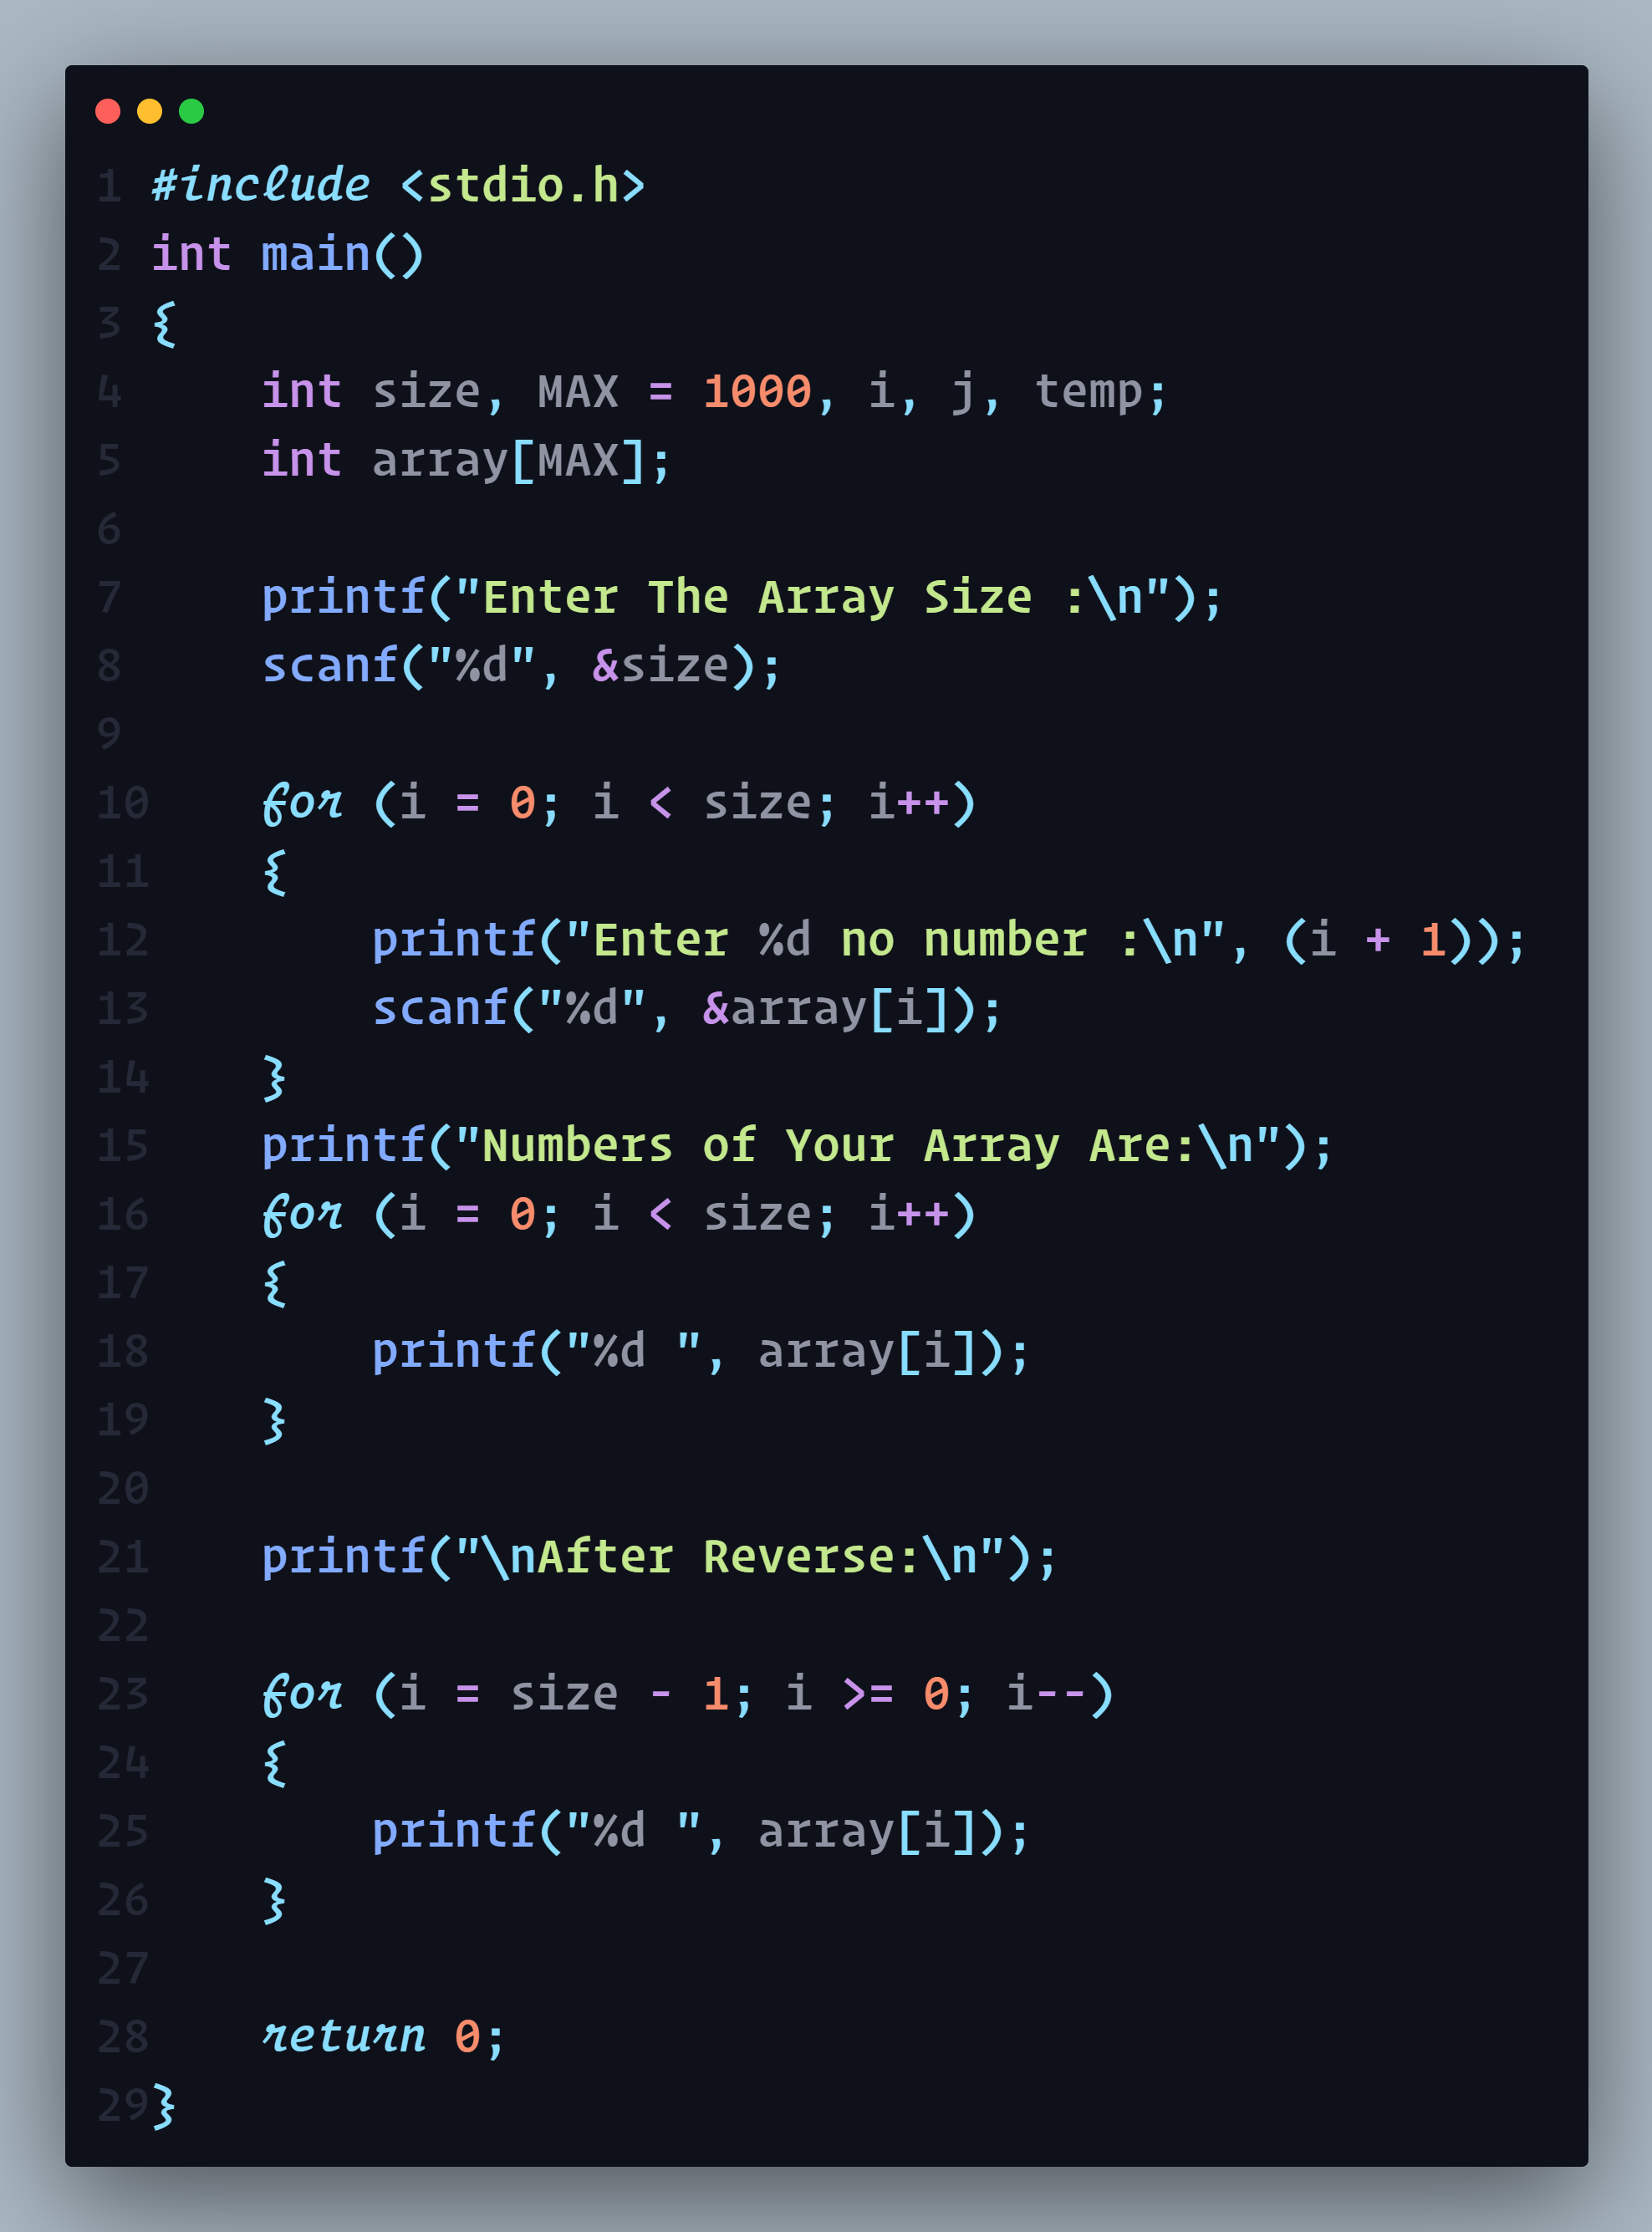 1 #include <stdio.h>
2 int main()
3 {
4     int size, MAX = 1000, i, j, temp;
5     int array[MAX];
6
7     printf("Enter The Array Size :\n");
8     scanf("%d", &size);
9
10    for (i = 0; i < size; i++)
11    {
12        printf("Enter %d no number :\n", (i + 1));
13        scanf("%d", &array[i]);
14    }
15    printf("Numbers of Your Array Are:\n");
16    for (i = 0; i < size; i++)
17    {
18        printf("%d ", array[i]);
19    }
20
21    printf("\nAfter Reverse:\n");
22
23    for (i = size - 1; i >= 0; i--)
24    {
25        printf("%d ", array[i]);
26    }
27
28    return 0;
29}